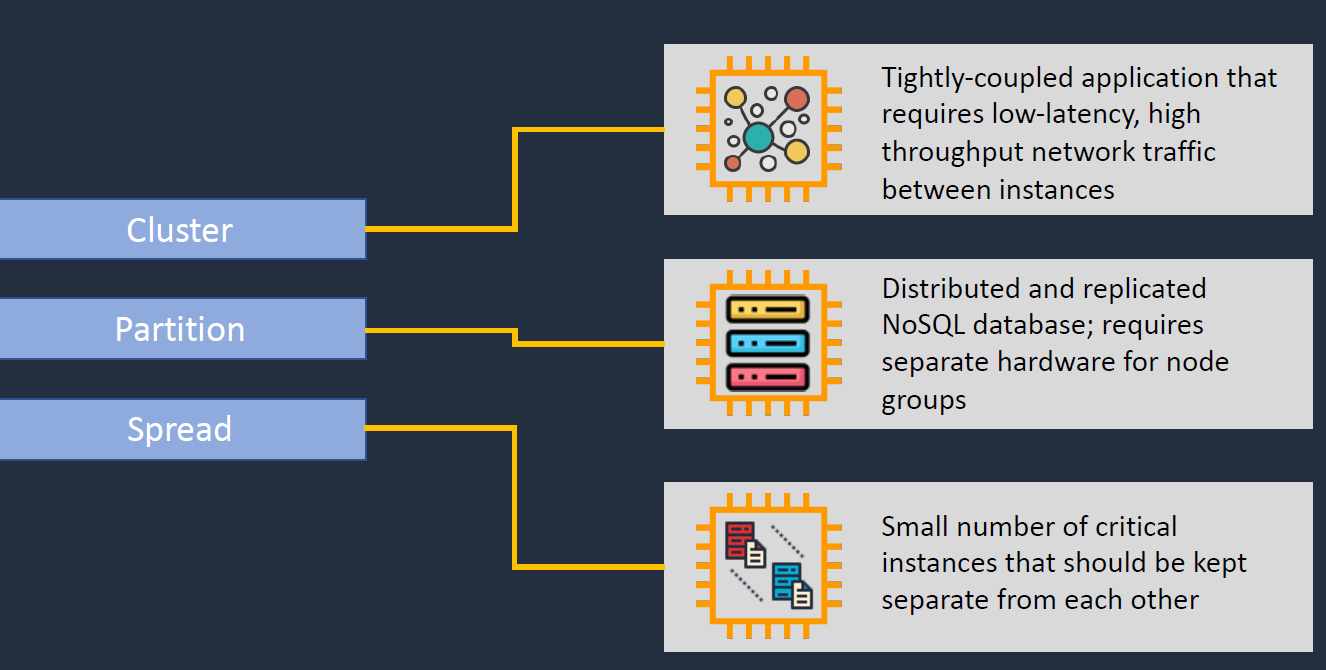 Cluster
Tightly-coupled application that
requires low-latency, high
throughput network traffic
between instances
Partition
Distributed and replicated
NoSQL database; requires
separate hardware for node
groups
Spread
Small number of critical
instances that should be kept
separate from each other